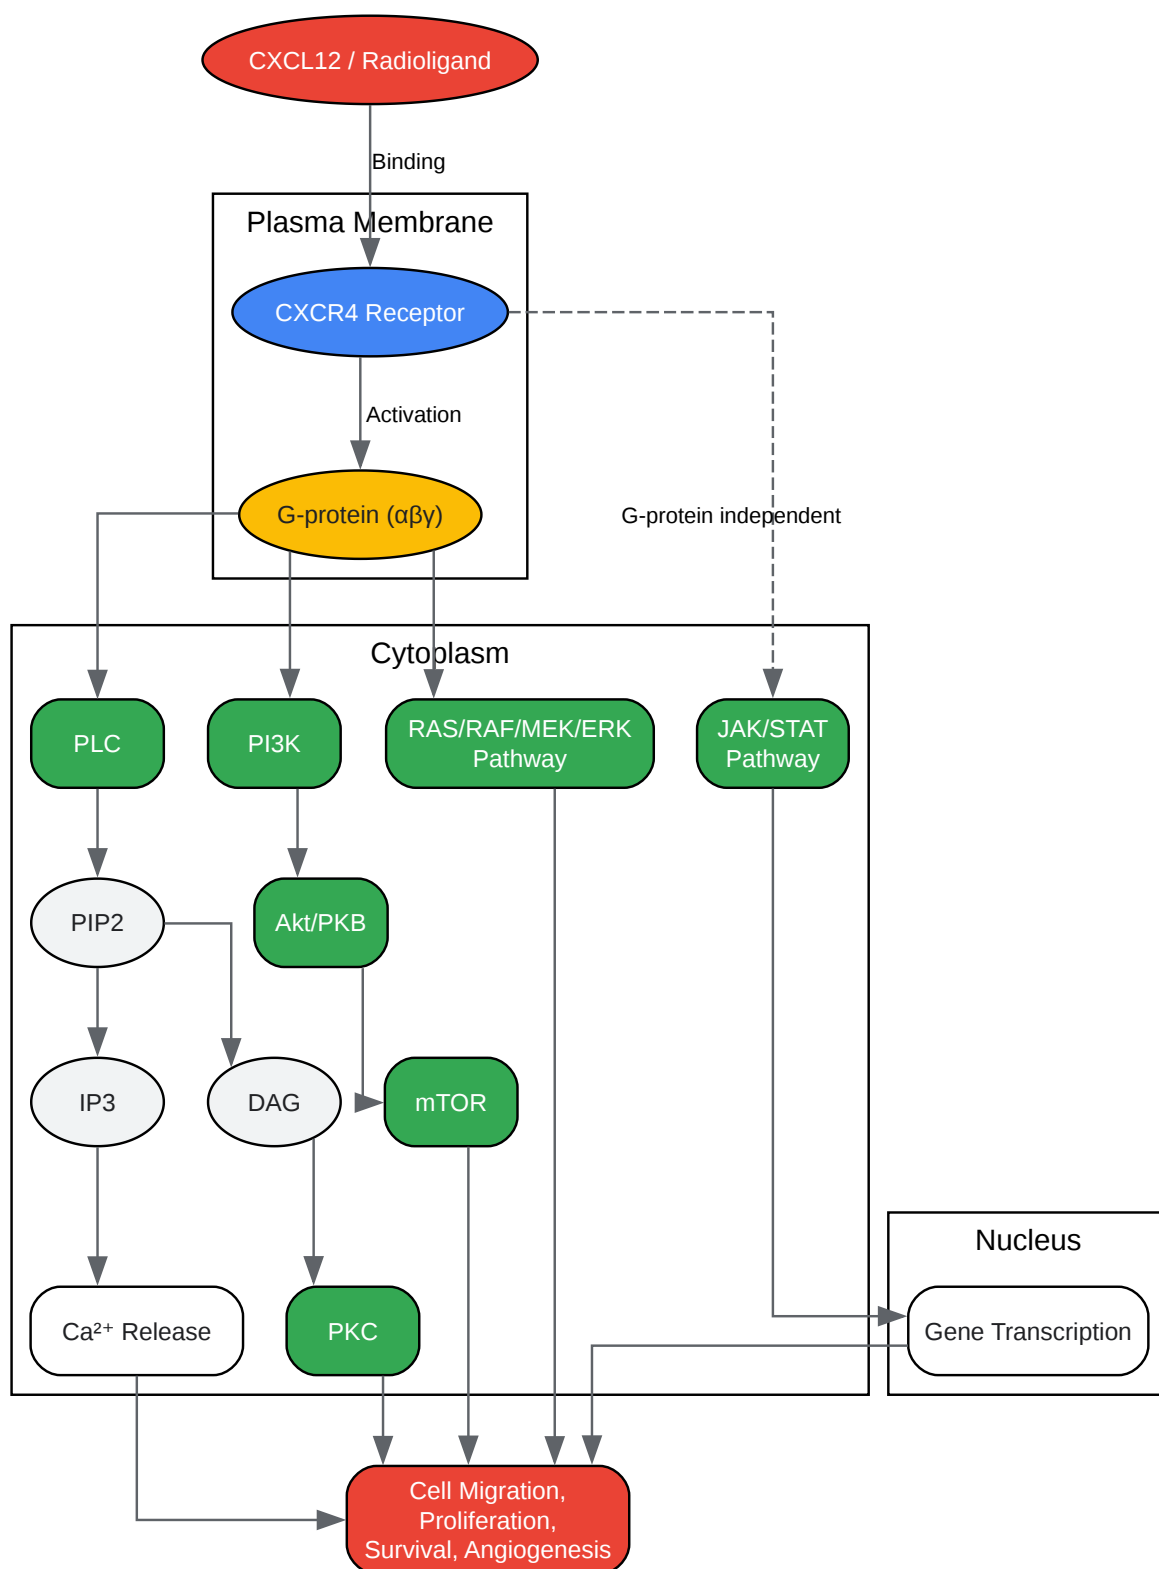 CXCL12 / Radioligand
Binding
Plasma Membrane
CXCR4 Receptor
Activation
G-protein (αβγ)
G-protein independent
Cytoplasm
PLC
PI3K
RAS/RAF/MEK/ERK
Pathway
JAK/STAT
Pathway
PIP2
Akt/PKB
IP3
DAG
mTOR
Nucleus
Ca²⁺ Release
PKC
Gene Transcription
Cell Migration,
Proliferation,
Survival, Angiogenesis